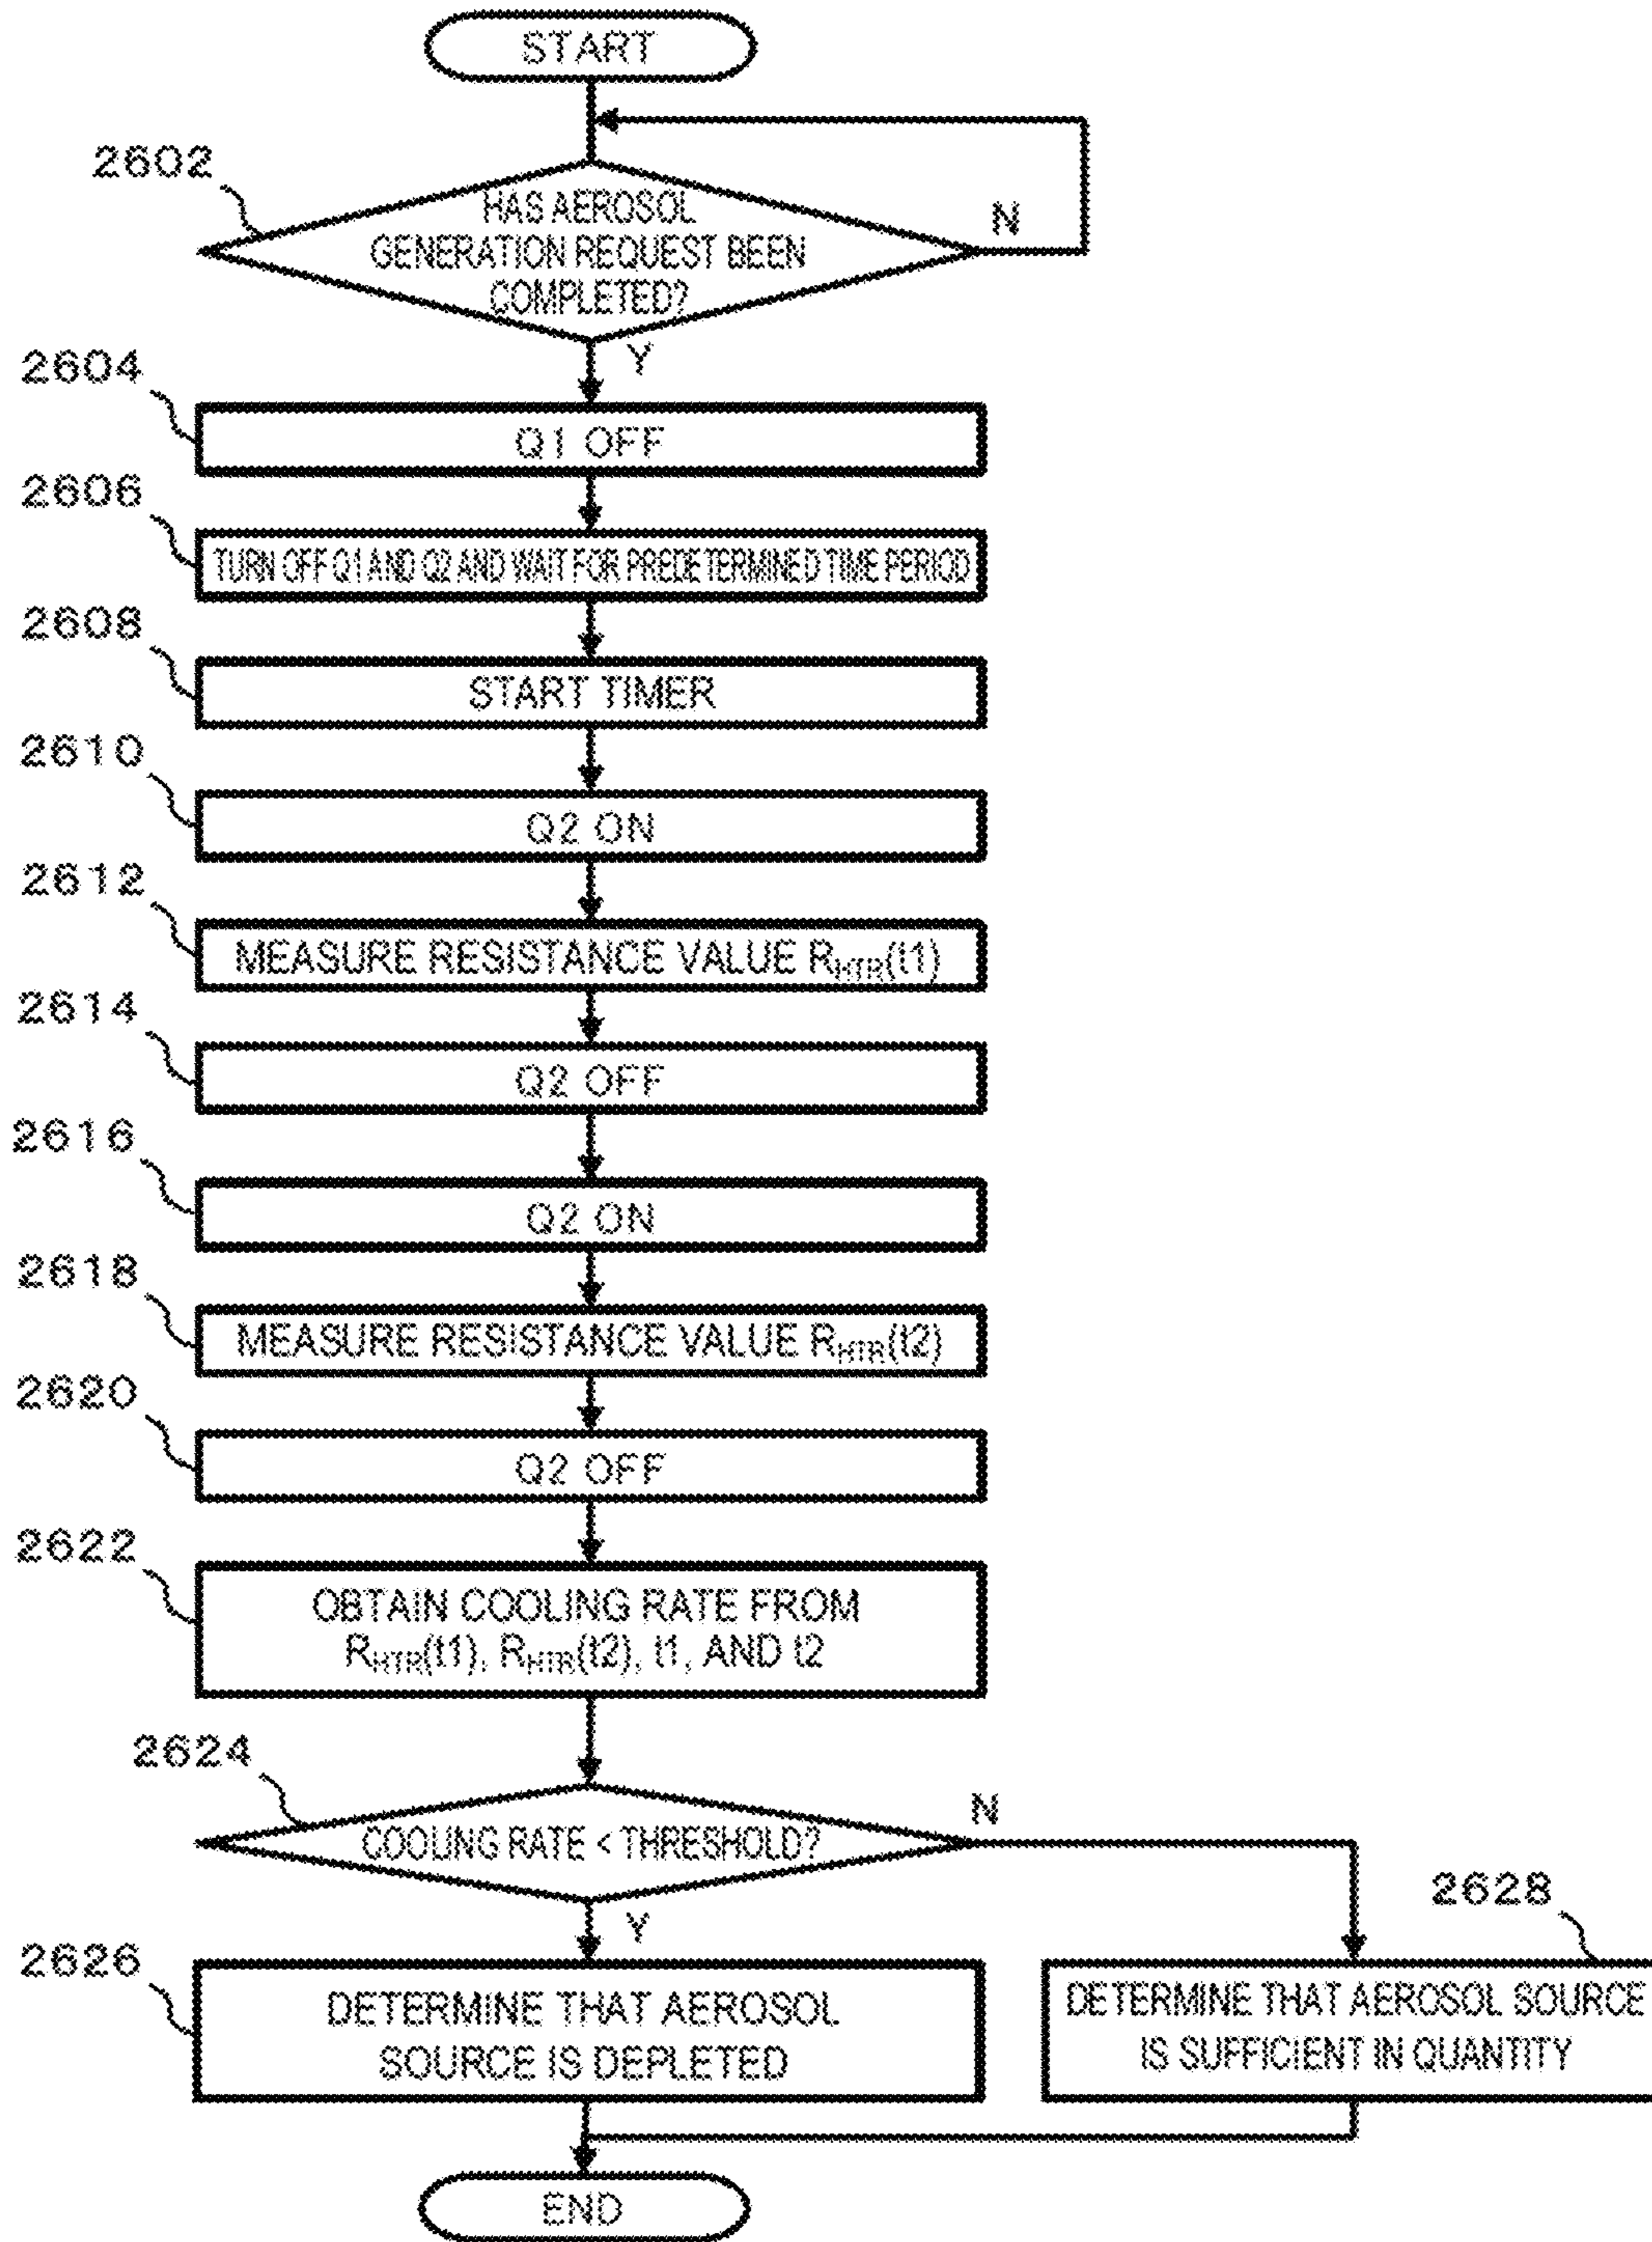 START
2602
HAS AEROSOL
GENERATION REQUEST BEEN
COMPLETED?
N
Y
2604
Q1 OFF
2606
TURN OFF Q1 AND Q2 AND WAIT FOR PREDETERMINED TIME PERIOD
2608
START TIMER
2610
Q2 ON
2612
MEASURE RESISTANCE VALUE R_HTR(t1)
2614
Q2 OFF
2616
Q2 ON
2618
MEASURE RESISTANCE VALUE R_HTR(t2)
2620
Q2 OFF
2622
OBTAIN COOLING RATE FROM
R_HTR(t1), R_HTR(t2), t1, AND t2
2624
COOLING RATE < THRESHOLD?
N
Y
2626
DETERMINE THAT AEROSOL
SOURCE IS DEPLETED
2628
DETERMINE THAT AEROSOL SOURCE
IS SUFFICIENT IN QUANTITY
END